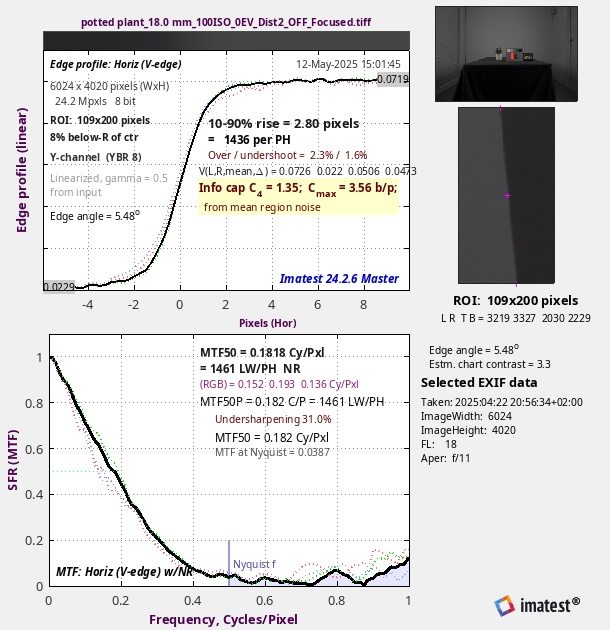 potted plant_18.0 mm_100ISO_0EV_Dist2_OFF_Focused.tiff
Edge profile: Horiz (V-edge)
12-May-2025 15:01:45
0.0719
6024 x 4020 pixels (WxH)
24.2 Mpxls 8 bit
ROI: 109x200 pixels
8% below-R of ctr
Y-channel (YBR 8)
Linearized, gamma = 0.5
from input
Edge angle = 5.48º
10-90% rise = 2.80 pixels
= 1436 per PH
Over / undershoot = 2.3% / 1.6%
V(L,R,mean,Δ) = 0.0726 0.022 0.0506 0.0473
Info cap C4 = 1.35; Cmax = 3.56 b/p;
from mean region noise
Edge profile (linear)
0.0229
Imatest 24.2.6 Master
-4 -2 0 2 4 6 8
Pixels (Hor)
ROI: 109x200 pixels
L R T B = 3219 3327 2030 2229
Edge angle = 5.48º
Estm. chart contrast = 3.3
Selected EXIF data
Taken: 2025:04:22 20:56:34+02:00
ImageWidth: 6024
ImageHeight: 4020
FL: 18
Aper: f/11
MTF50 = 0.1818 Cy/Pxl
= 1461 LW/PH NR
(RGB) = 0.152 0.193 0.136 Cy/Pxl
MTF50P = 0.182 C/P = 1461 LW/PH
Undersharpening 31.0%
MTF50 = 0.182 Cy/Pxl
MTF at Nyquist = 0.0387
SFR (MTF)
1
0.8
0.6
0.4
0.2
0
Nyquist f
MTF: Horiz (V-edge) w/NR
0 0.2 0.4 0.6 0.8 1
Frequency, Cycles/Pixel
imatest®